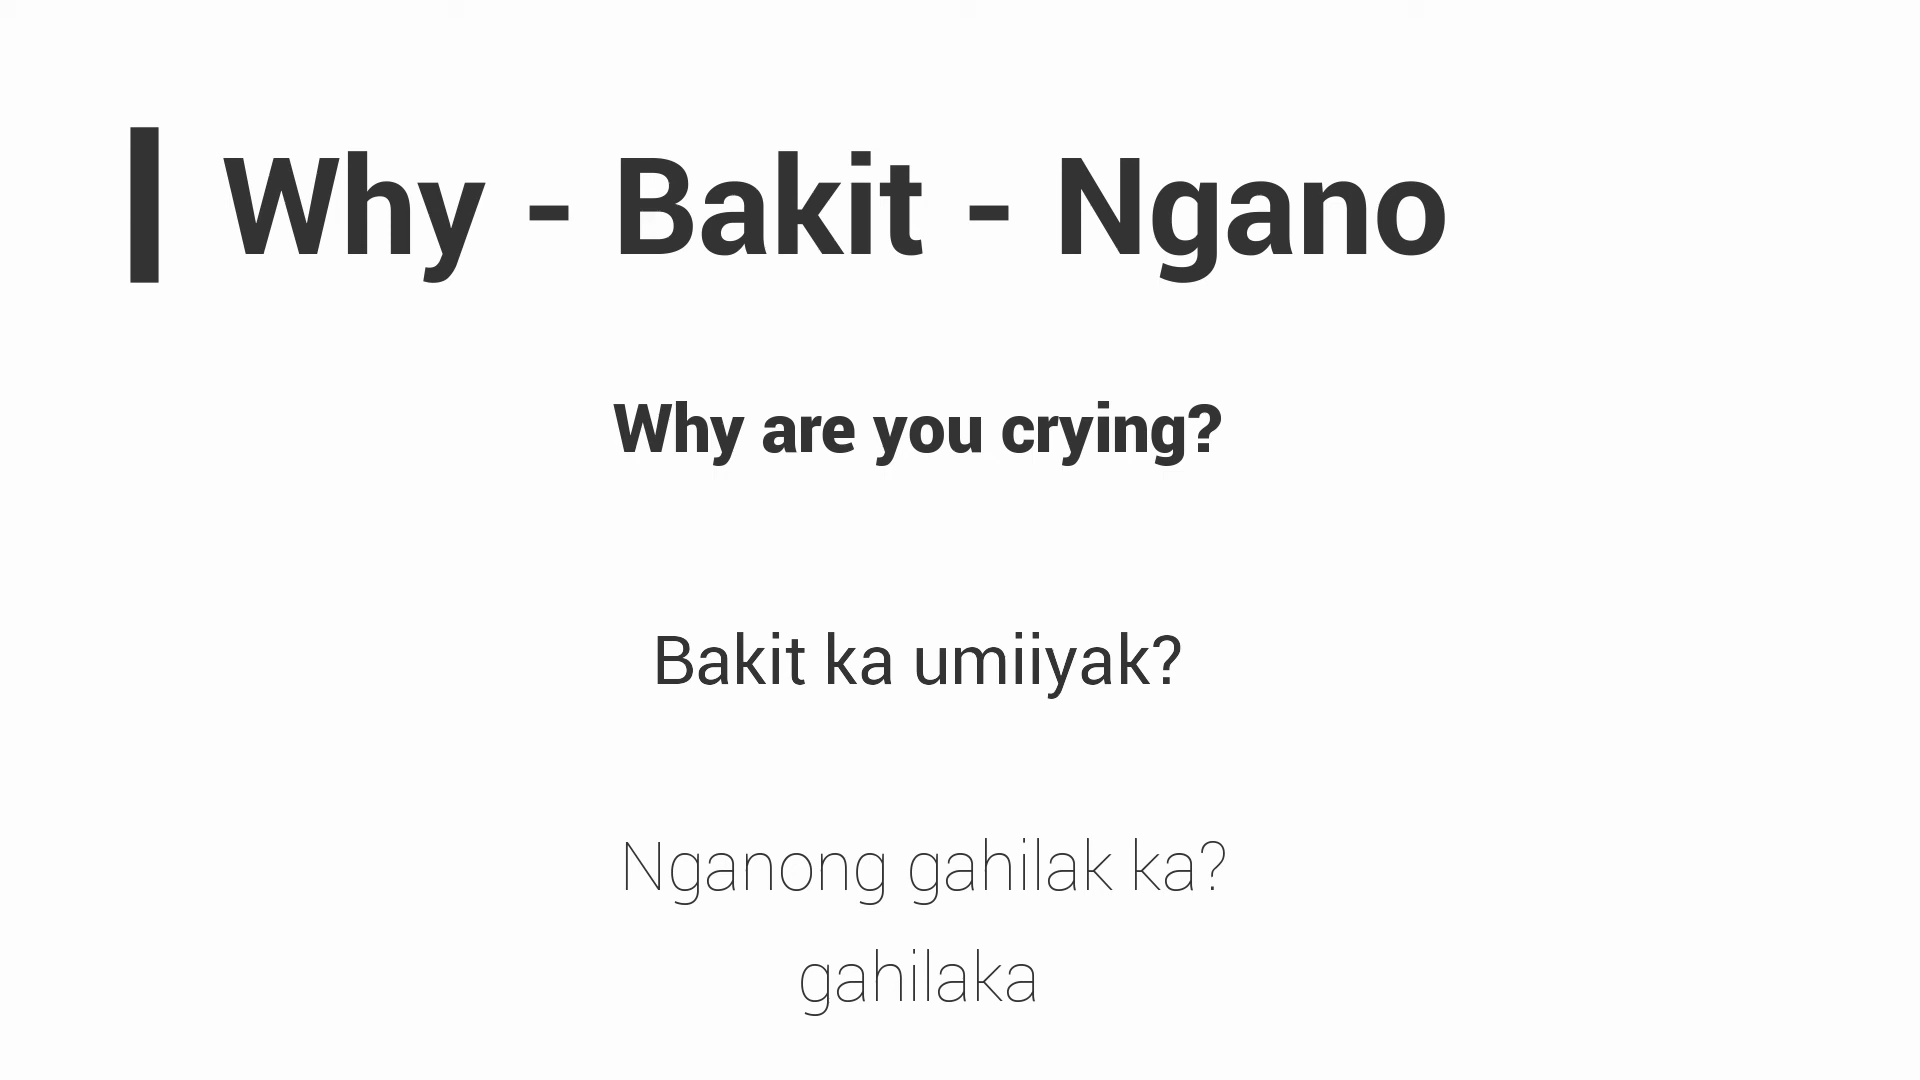 Why - Bakit - Ngano
Why are you crying?
Bakit ka umiiyak?
Nganong gahilak ka?
gahilaka